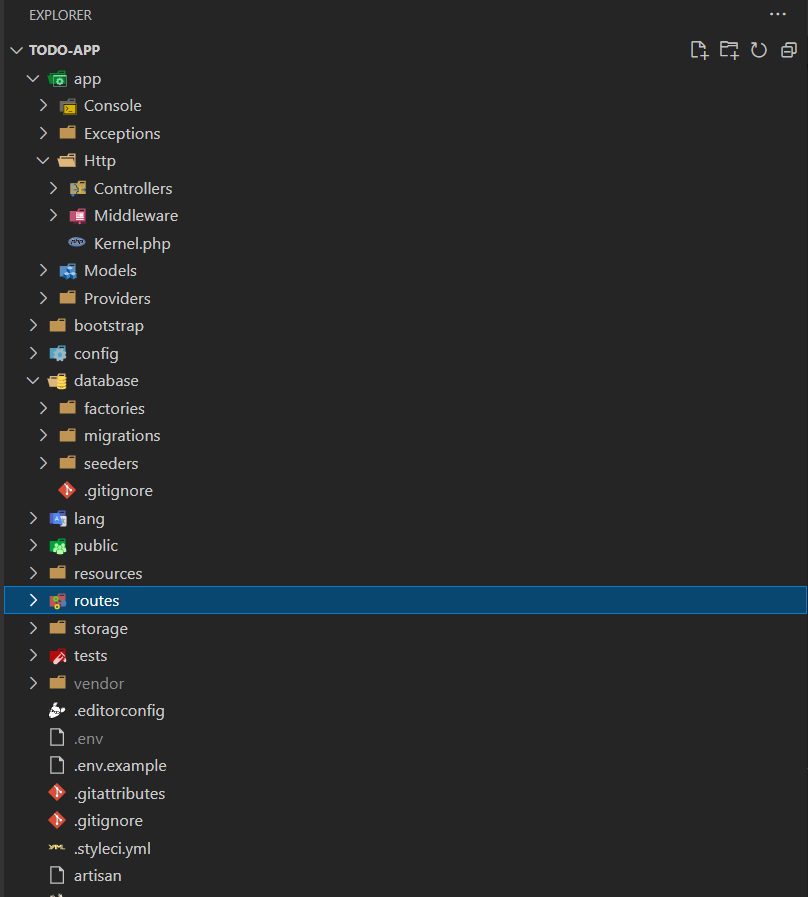 EXPLORER
TODO-APP
app
Console
Exceptions
Http
Controllers
Middleware
Kernel.php
Models
Providers
bootstrap
config
database
factories
migrations
seeders
.gitignore
lang
public
resources
routes
storage
tests
vendor
.editorconfig
.env
.env.example
.gitattributes
.gitignore
.styleci.yml
artisan